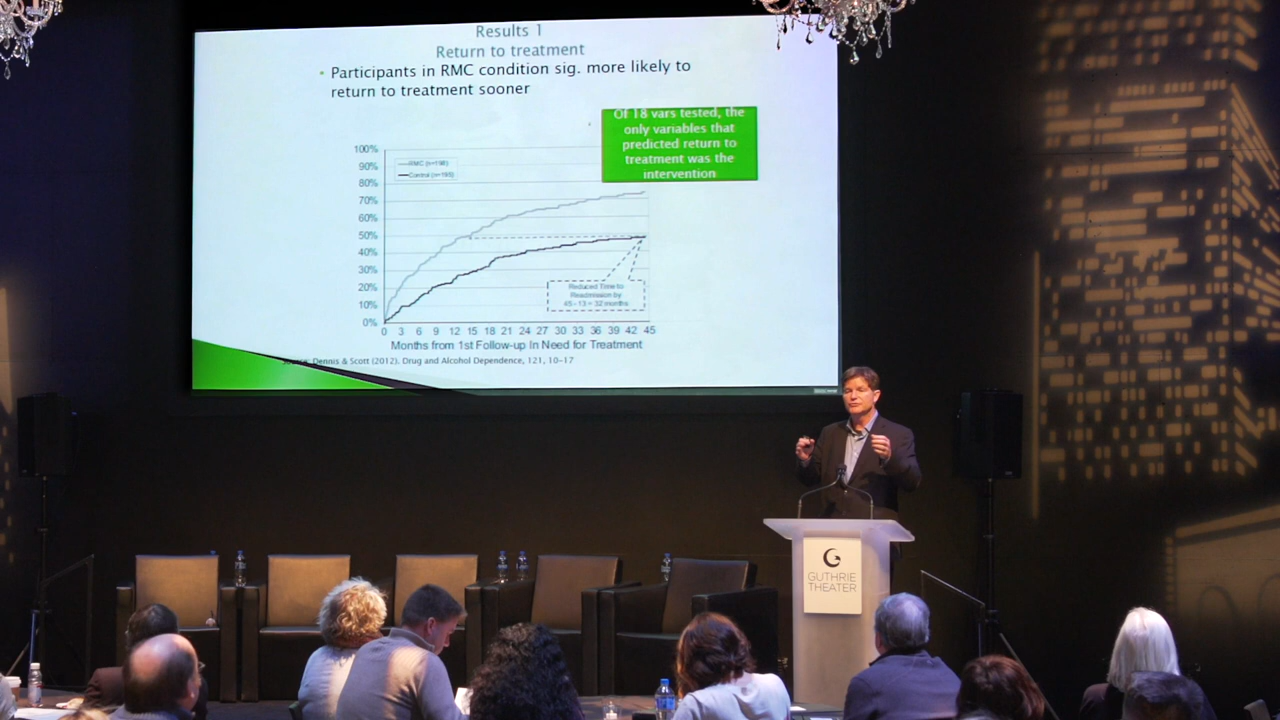 Results 1
Return to treatment
• Participants in RMC condition sig. more likely to
return to treatment sooner
Of 18 vars tested, the
only variables that
predicted return to
treatment was the
intervention
100%
90%
80%
70%
60%
50%
40%
30%
20%
10%
0%
RMC (n=198)
Control (n=195)
Reduced Time to
Readmission by
45-13 = 32 months
0 3 6 9 12 15 18 21 24 27 30 33 36 39 42 45
Months from 1st Follow-up In Need for Treatment
Source: Dennis & Scott (2012). Drug and Alcohol Dependence, 121, 10-17
GUTHRIE
THEATER